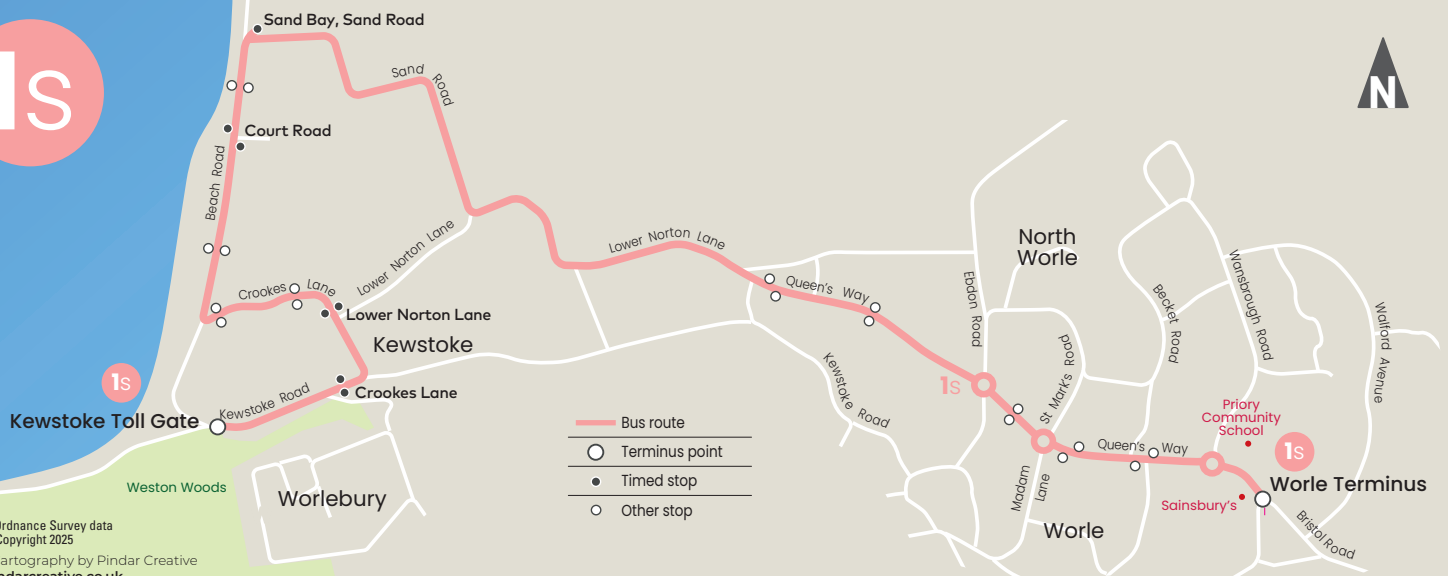 1S
Sand Bay, Sand Road
Sand Road
N
Court Road
Beach Road
Lower Norton Lane
Lower Norton Lane
Crookes Lane
Lower Norton Lane
Kewstoke
Queen's Way
North
Worle
Ebdon Road
Becket Road
Wansbrough Road
Walford Avenue
1S
Kewstoke Toll Gate
Kewstoke Road
Crookes Lane
Kewstoke Road
1S
St Mark's Road
Priory
Community
School
Bus route
Terminus point
Timed stop
Other stop
Queen's Way
1S
Worle Terminus
Madam Lane
Sainsbury's
Bristol Road
Weston Woods
Worlebury
Worle
Ordnance Survey data
Copyright 2025
artography by Pindar Creative
ndarcreative.co.uk